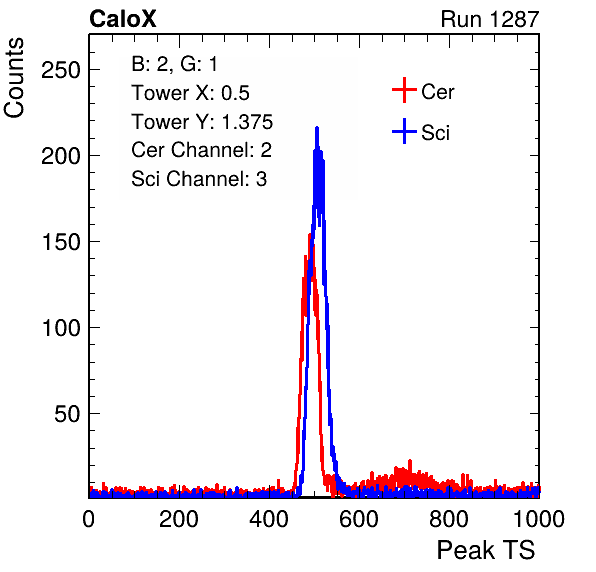 CaloX Run 1287
Counts
250
200
150
100
50
B: 2, G: 1
Tower X: 0.5
Tower Y: 1.375
Cer Channel: 2
Sci Channel: 3
Cer
Sci
0 200 400 600 800 1000
Peak TS